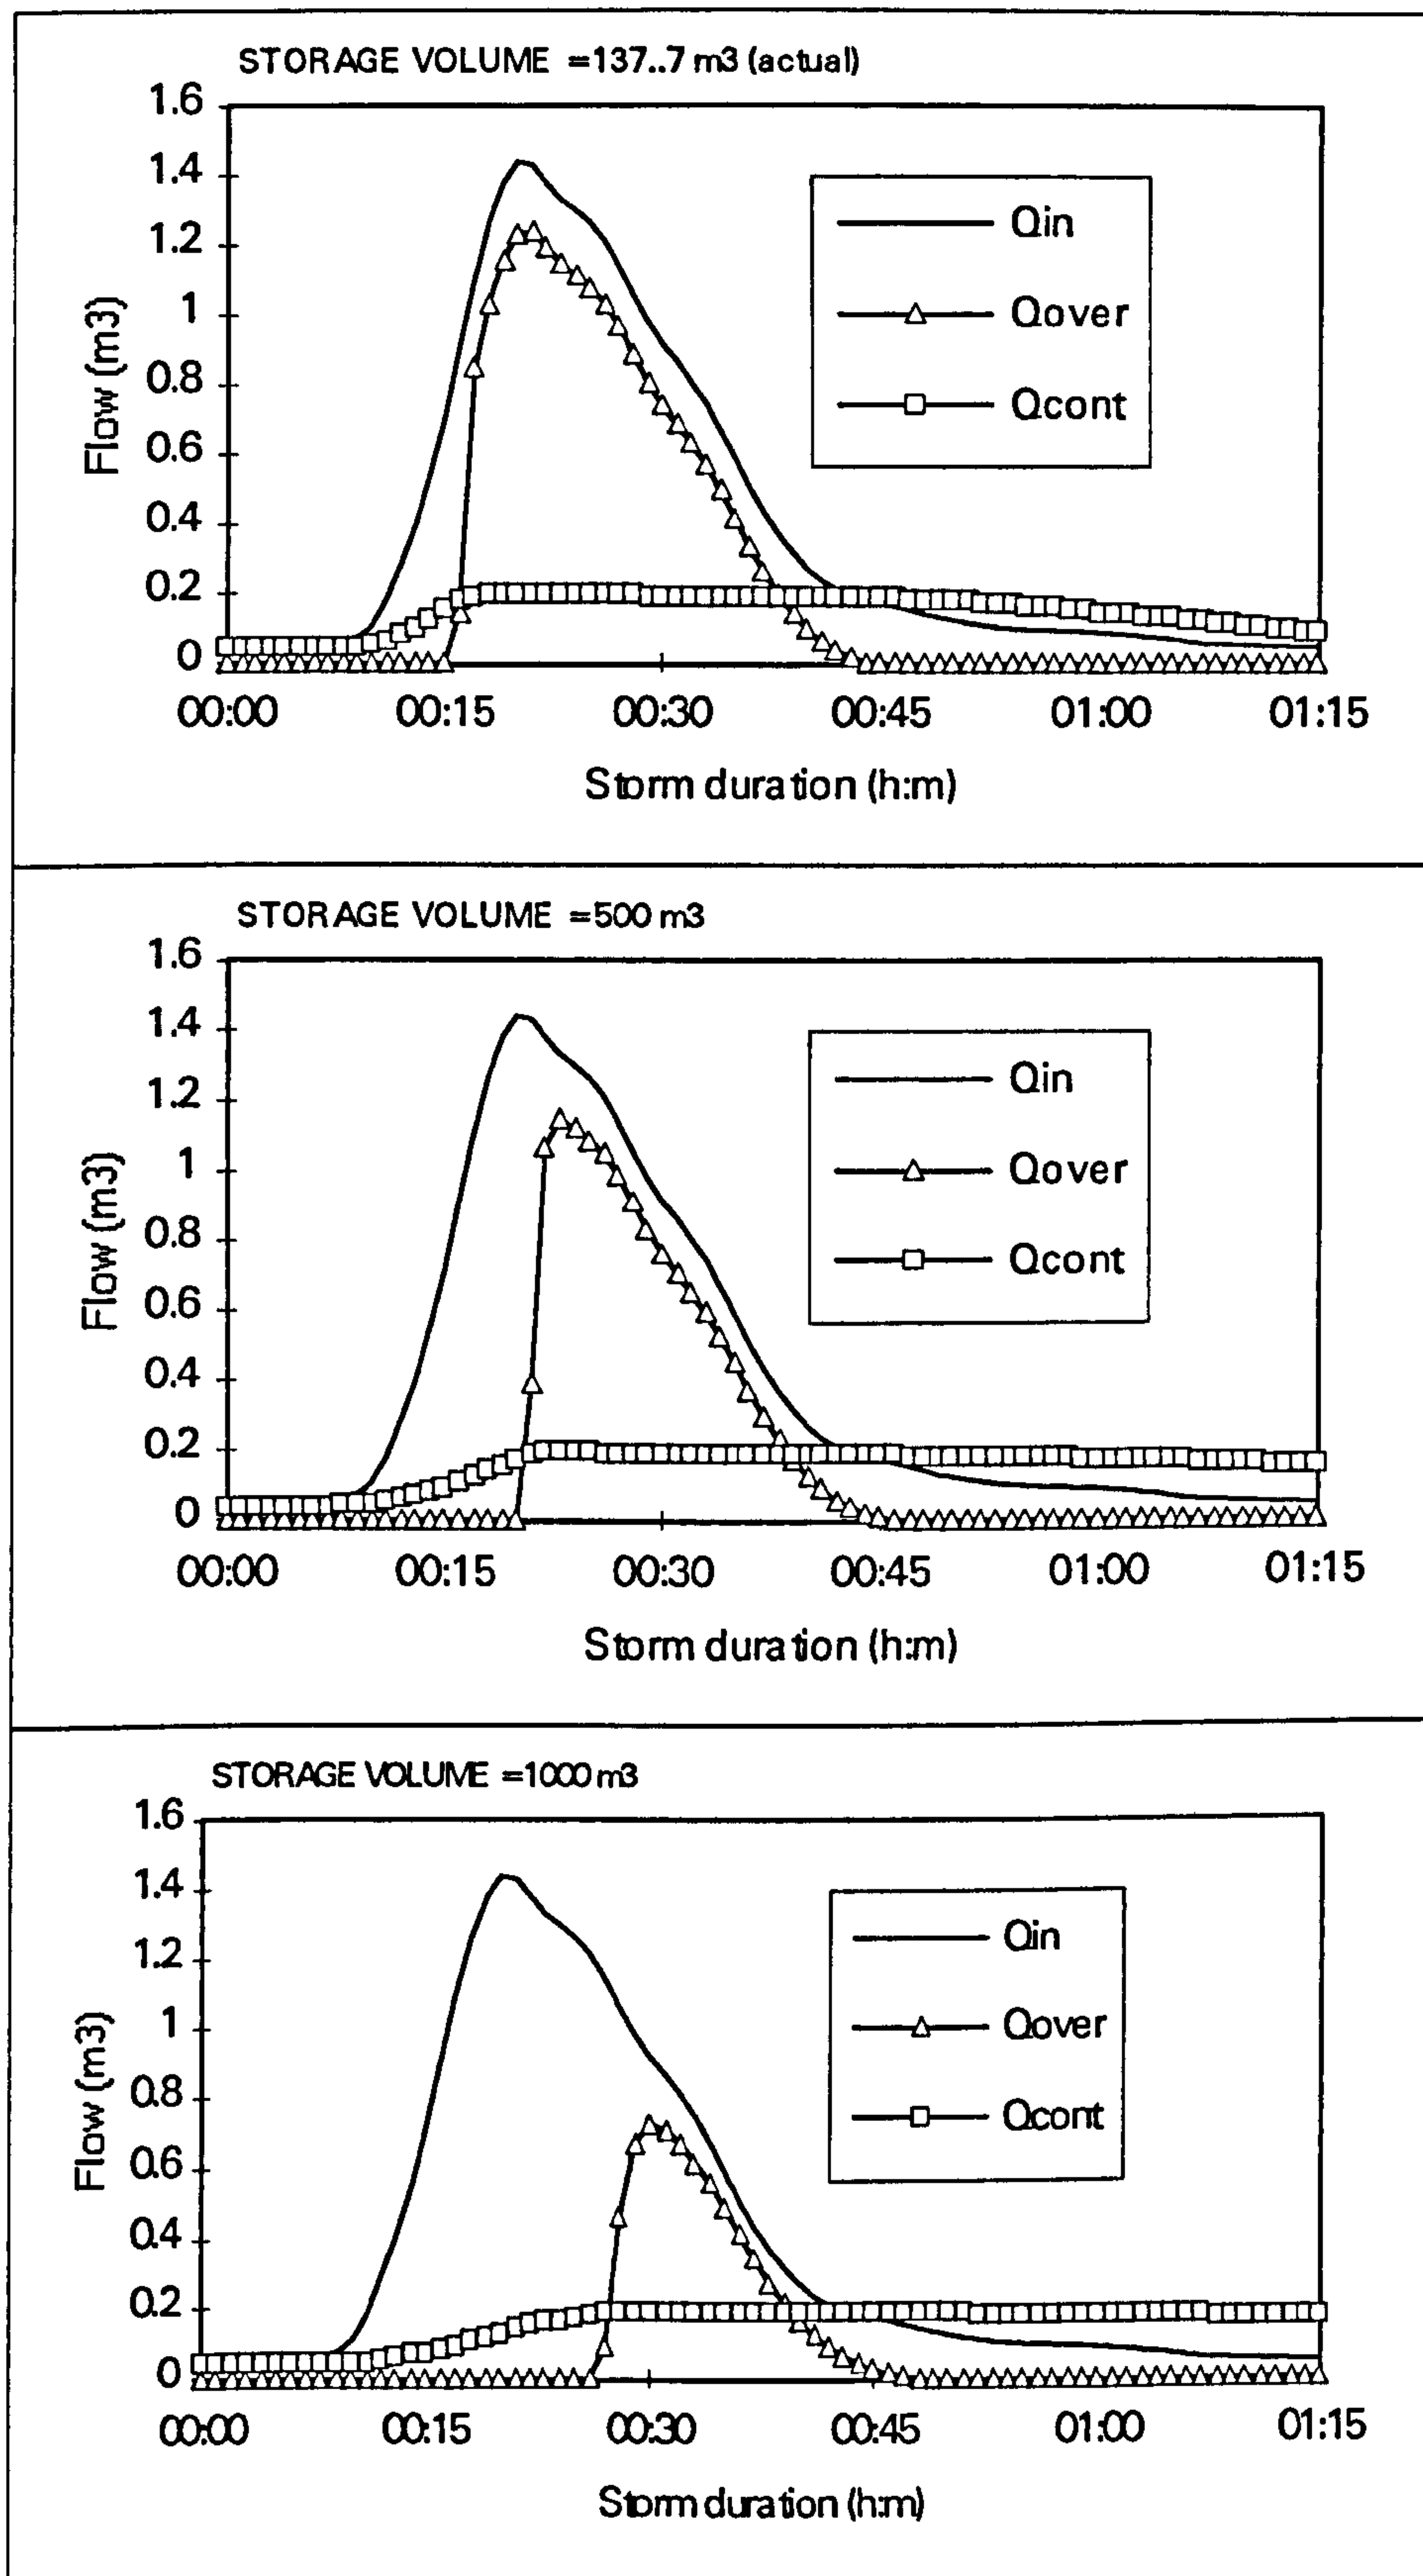 STORAGE VOLUME =137..7 m3 (actual)
1.6
1.4
1.2
1
0.8
0.6
0.4
0.2
0
Flow (m3)
Qin
Qover
Qcont
00:00 00:15 00:30 00:45 01:00 01:15
Storm duration (h:m)
STORAGE VOLUME =500 m3
1.6
1.4
1.2
1
0.8
0.6
0.4
0.2
0
Flow (m3)
Qin
Qover
Qcont
00:00 00:15 00:30 00:45 01:00 01:15
Storm duration (h:m)
STORAGE VOLUME =1000 m3
1.6
1.4
1.2
1
0.8
0.6
0.4
0.2
0
Flow (m3)
Qin
Qover
Qcont
00:00 00:15 00:30 00:45 01:00 01:15
Storm duration (h:m)